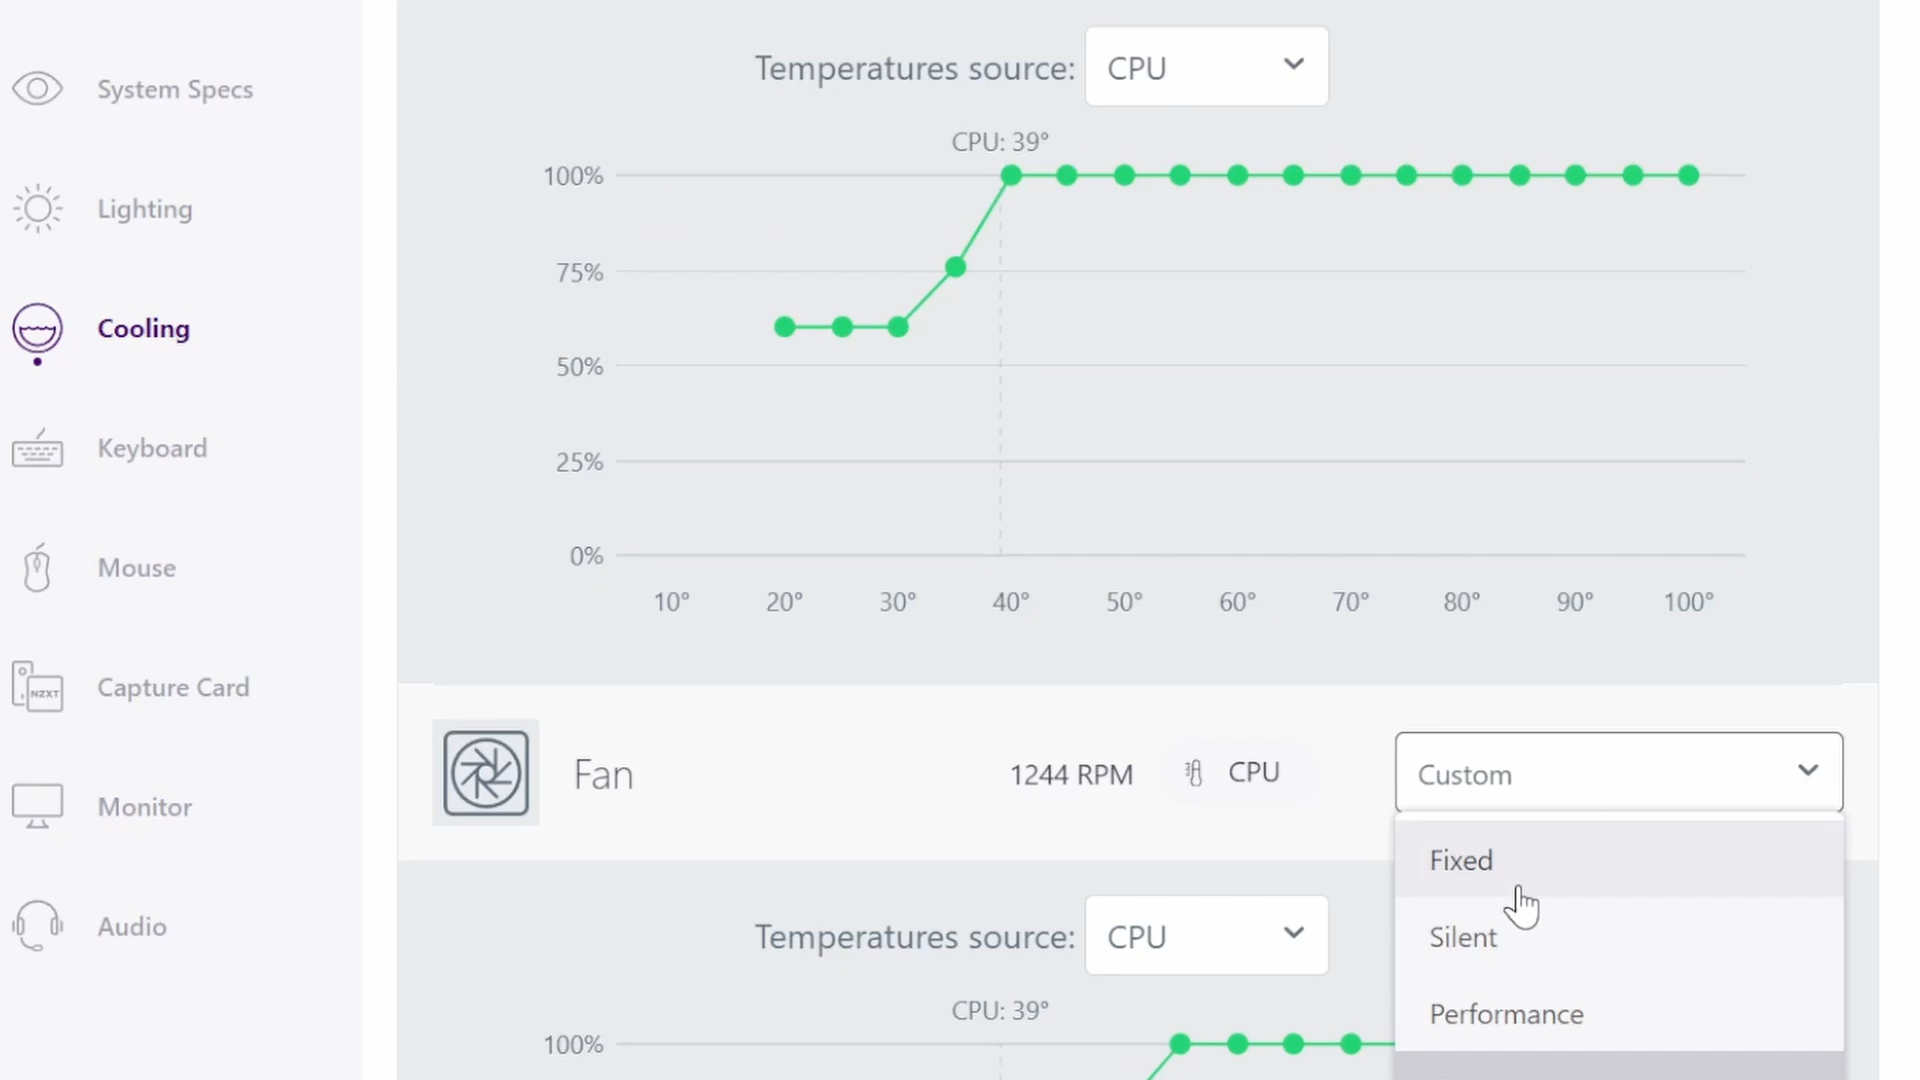 System Specs
Lighting
Cooling
Keyboard
Mouse
NZXT
Capture Card
Monitor
Audio
Temperatures source: CPU
CPU: 39°
100%
75%
50%
25%
0%
10° 20° 30° 40° 50° 60° 70° 80° 90° 100°
Fan 1244 RPM CPU Custom
Fixed
Silent
Performance
Temperatures source: CPU
CPU: 39°
100%